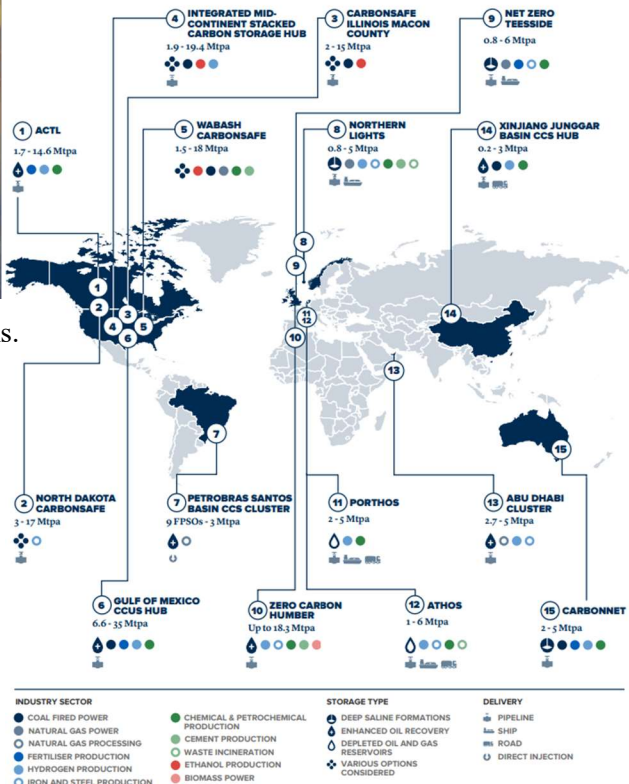 4 INTEGRATED MID-
CONTINENT STACKED
CARBON STORAGE HUB
1.9 - 19.4 Mtpa
3 CARBONSAFE
ILLINOIS MACON
COUNTY
2 - 15 Mtpa
9 NET ZERO
TEESSIDE
0.8 - 6 Mtpa
1 ACTL
1.7 - 14.6 Mtpa
5 WABASH
CARBONSAFE
1.5 - 18 Mtpa
8 NORTHERN
LIGHTS
0.8 - 5 Mtpa
14 XINJIANG JUNGGAR
BASIN CCS HUB
0.2 - 3 Mtpa
8
9
1
2
3
4
5
6
11
12
10
14
13
7
15
s.
2 NORTH DAKOTA
CARBONSAFE
3 - 17 Mtpa
7 PETROBRAS SANTOS
BASIN CCS CLUSTER
9 FPSOs - 3 Mtpa
11 PORTHOS
2 - 5 Mtpa
13 ABU DHABI
CLUSTER
2.7 - 5 Mtpa
6 GULF OF MEXICO
CCUS HUB
6.6 - 35 Mtpa
10 ZERO CARBON
HUMBER
Up to 18.3 Mtpa
12 ATHOS
1 - 6 Mtpa
15 CARBONNET
2 - 5 Mtpa
INDUSTRY SECTOR
COAL FIRED POWER
NATURAL GAS POWER
NATURAL GAS PROCESSING
FERTILISER PRODUCTION
HYDROGEN PRODUCTION
IRON AND STEEL PRODUCTION
CHEMICAL & PETROCHEMICAL
PRODUCTION
CEMENT PRODUCTION
WASTE INCINERATION
ETHANOL PRODUCTION
BIOMASS POWER
STORAGE TYPE
DEEP SALINE FORMATIONS
ENHANCED OIL RECOVERY
DEPLETED OIL AND GAS
RESERVOIRS
VARIOUS OPTIONS
CONSIDERED
DELIVERY
PIPELINE
SHIP
ROAD
DIRECT INJECTION